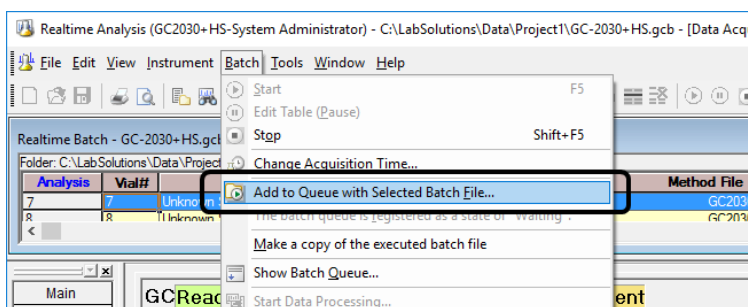 Realtime Analysis (GC2030+HS-System Administrator) - C:\LabSolutions\Data\Project1\GC-2030+HS.gcb - [Data Acqu
File Edit View Instrument Batch Tools Window Help
Start F5
Edit Table (Pause)
Realtime Batch - GC-2030+HS.gcl
Stop Shift+F5
Folder: C:\LabSolutions\Data\Project
Change Acquisition Time...
Analysis Vial# Method File
Add to Queue with Selected Batch File...
7 7 Unknown GC203
The batch queue is registered as a state of "Waiting".
8 8 Unknown GC203
Make a copy of the executed batch file
Show Batch Queue...
Main GC Reac ent
Start Data Processing...